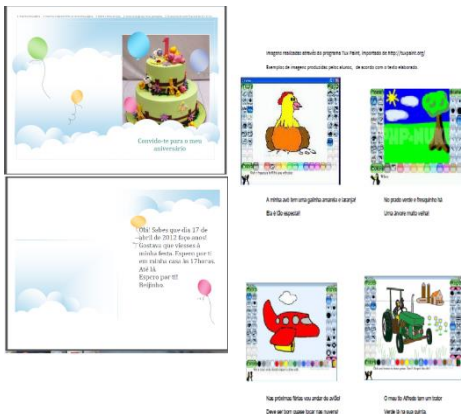 Convido-te para o meu
aniversário
Olá! Sabes que dia 17 de
abril de 2012 faço anos!
Gostava que viesses à
minha festa. Espero por ti
em minha casa às 17horas.
Até lá.
Espero por ti!!
Beijinho.
Imagens realizadas através do programa Tux Paint, importado de http://tuxpaint.org/
Exemplos de imagens produzidas pelos alunos, de acordo com o texto elaborado.
A minha avó tem uma galinha amarela e laranja!
Ela é tão especial!
No prado verde e fresquinho há
Uma árvore muito velha!
Nas próximas férias vou andar de avião!
Deve ser bom quase tocar nas nuvens!
O meu tio Alfredo tem um trator
Verde lá na sua quinta.